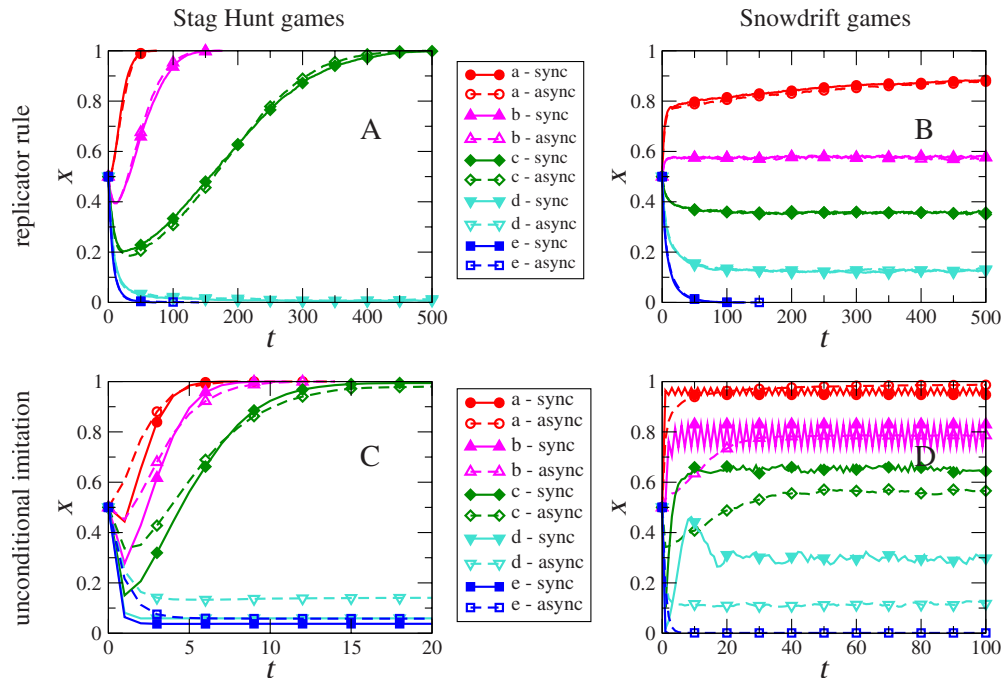 Stag Hunt games
Snowdrift games
replicator rule
x
1
0.8
0.6
0.4
0.2
0
A
0 100 200 300 400 500
t
a - sync
a - async
b - sync
b - async
c - sync
c - async
d - sync
d - async
e - sync
e - async
x
1
0.8
0.6
0.4
0.2
0
B
0 100 200 300 400 500
t
unconditional imitation
x
1
0.8
0.6
0.4
0.2
0
C
0 5 10 15 20
t
a - sync
a - async
b - sync
b - async
c - sync
c - async
d - sync
d - async
e - sync
e - async
x
1
0.8
0.6
0.4
0.2
0
D
0 20 40 60 80 100
t